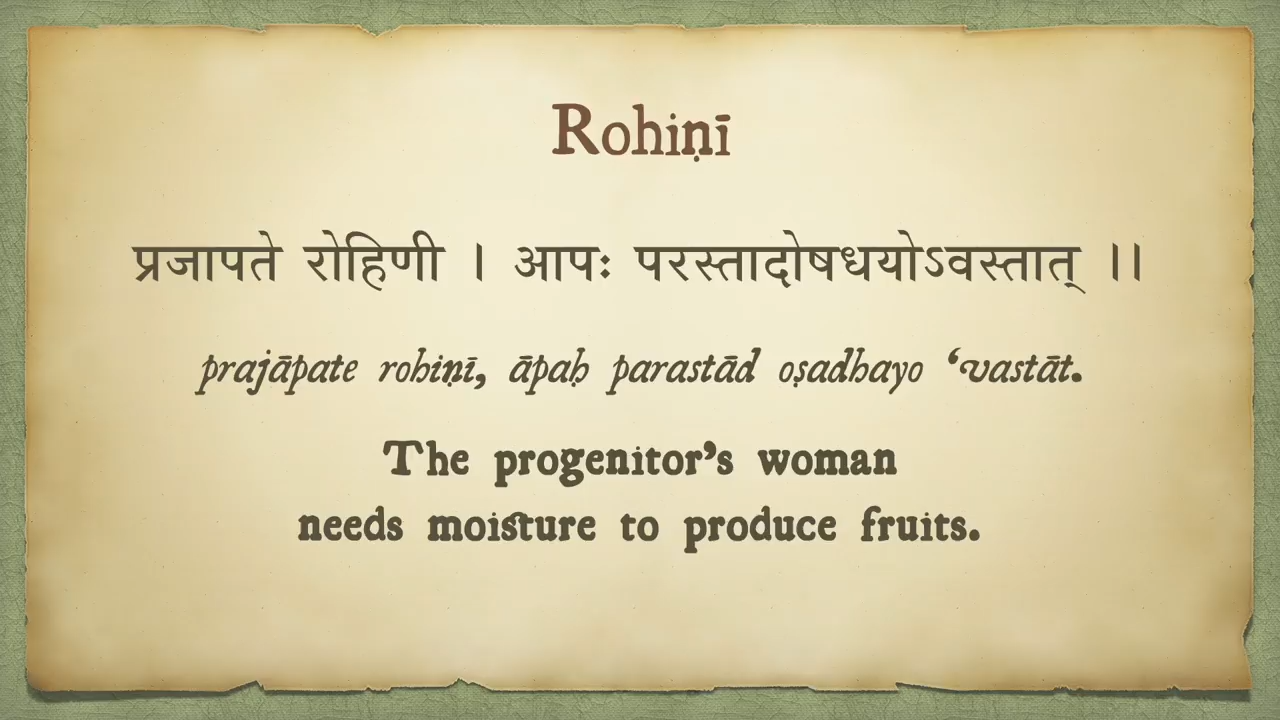 Rohiṇī
प्रजापते रोहिणी । आपः परस्तादोषधयोऽवस्तात् ।।
prajāpate rohiṇī, āpaḥ parastād oṣadhayo ‘vastāt.
The progenitor’s woman
needs moisture to produce fruits.